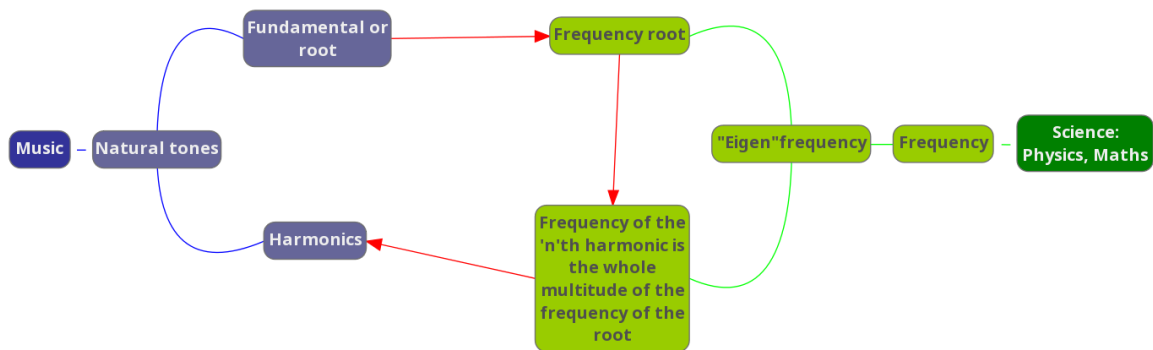 Fundamental or
root
Frequency root
Music
Natural tones
"Eigen"frequency
Frequency
Science:
Physics, Maths
Harmonics
Frequency of the
'n'th harmonic is
the whole
multitude of the
frequency of the
root